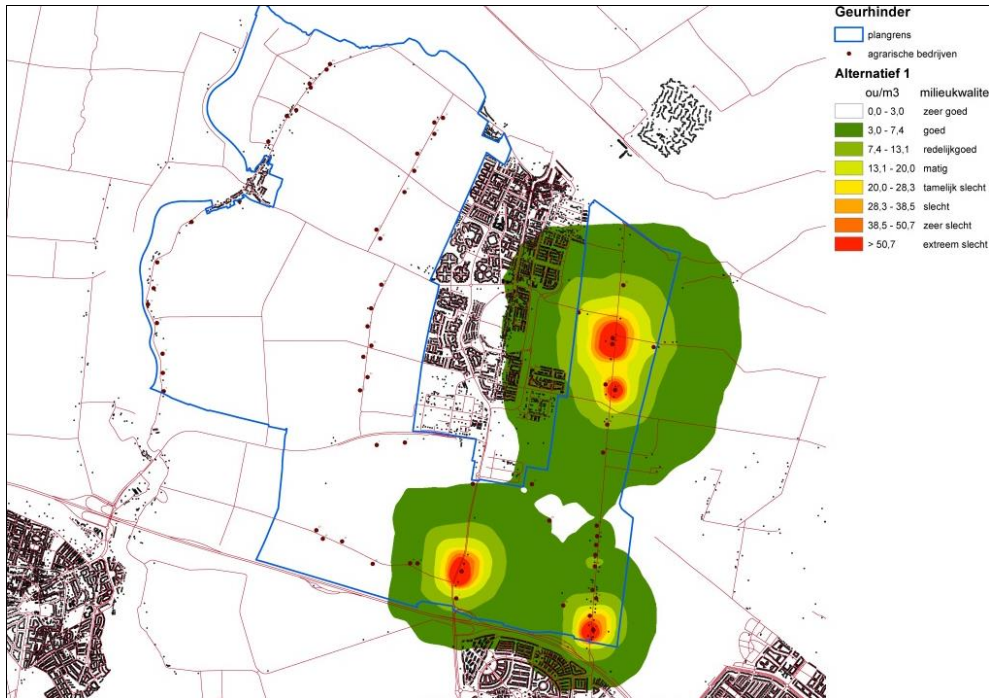 Geurhinder
plangrens
agrarische bedrijven
Alternatief 1
ou/m3 milieukwalite
0,0 - 3,0 zeer goed
3,0 - 7,4 goed
7,4 - 13,1 redelijkgoed
13,1 - 20,0 matig
20,0 - 28,3 tamelijk slecht
28,3 - 38,5 slecht
38,5 - 50,7 zeer slecht
> 50,7 extreem slecht